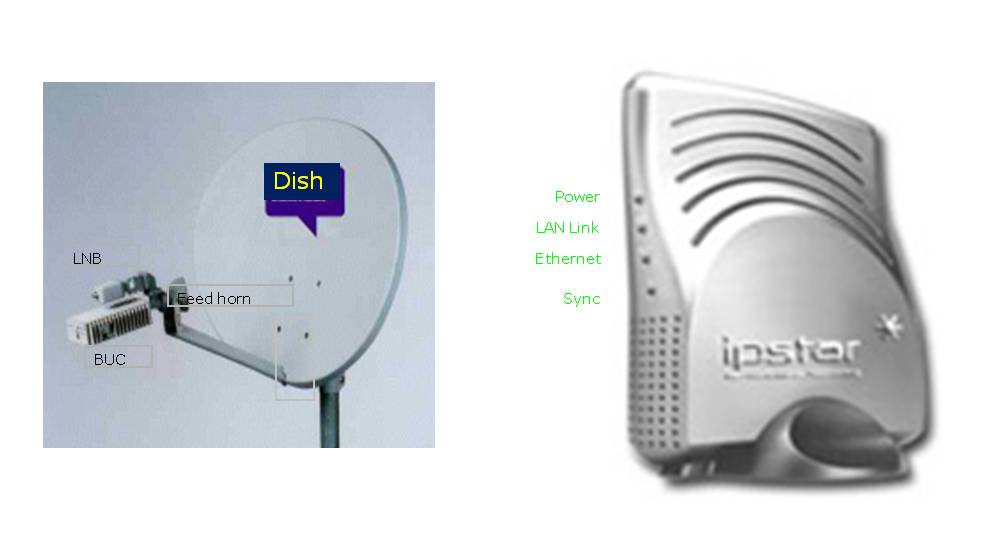 Dish
LNB
Feed horn
BUC
Power
LAN Link
Ethernet
Sync
ipstar